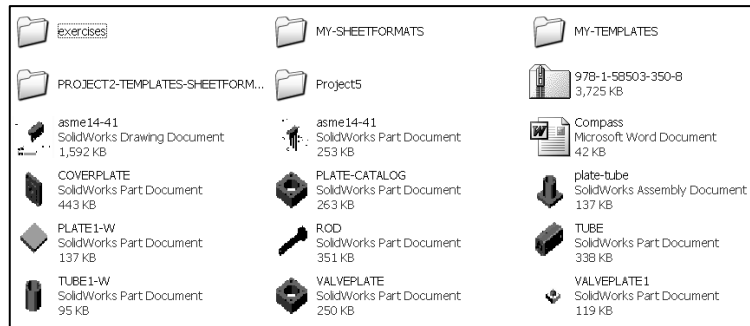 exercises
MY-SHEETFORMATS
MY-TEMPLATES
PROJECT2-TEMPLATES-SHEETFORM...
Project5
978-1-58503-350-8
3,725 KB
asme14-41
SolidWorks Drawing Document
1,592 KB
asme14-41
SolidWorks Part Document
253 KB
Compass
Microsoft Word Document
42 KB
COVERPLATE
SolidWorks Part Document
443 KB
PLATE-CATALOG
SolidWorks Part Document
263 KB
plate-tube
SolidWorks Assembly Document
137 KB
PLATE1-W
SolidWorks Part Document
137 KB
ROD
SolidWorks Part Document
351 KB
TUBE
SolidWorks Part Document
338 KB
TUBE1-W
SolidWorks Part Document
95 KB
VALVEPLATE
SolidWorks Part Document
250 KB
VALVEPLATE1
SolidWorks Part Document
119 KB